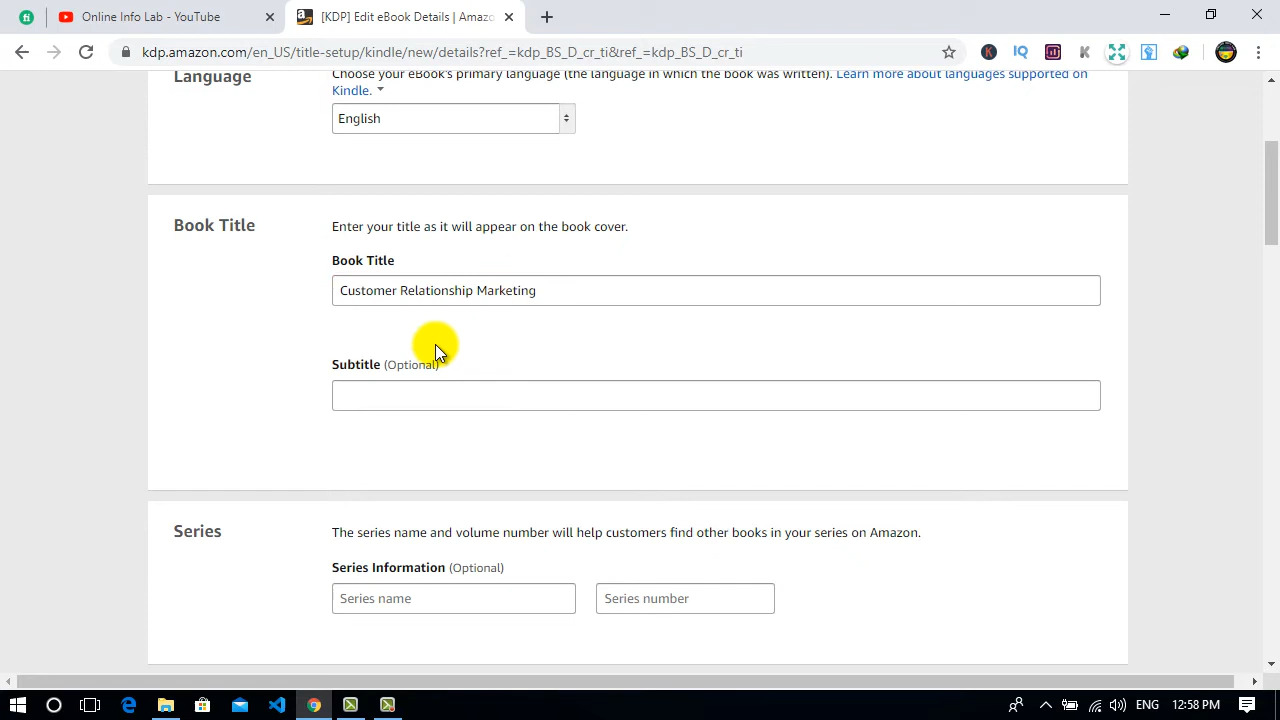 Online Info Lab - YouTube
[KDP] Edit eBook Details | Amazo
kdp.amazon.com/en_US/title-setup/kindle/new/details?ref_=kdp_BS_D_cr_ti&ref_=kdp_BS_D_cr_ti
Language
Choose your eBook's primary language (the language in which the book was written). Learn more about languages supported on
Kindle.
English
Book Title
Enter your title as it will appear on the book cover.
Book Title
Customer Relationship Marketing
Subtitle (Optional)
Series
The series name and volume number will help customers find other books in your series on Amazon.
Series Information (Optional)
Series name
Series number
ENG
12:58 PM